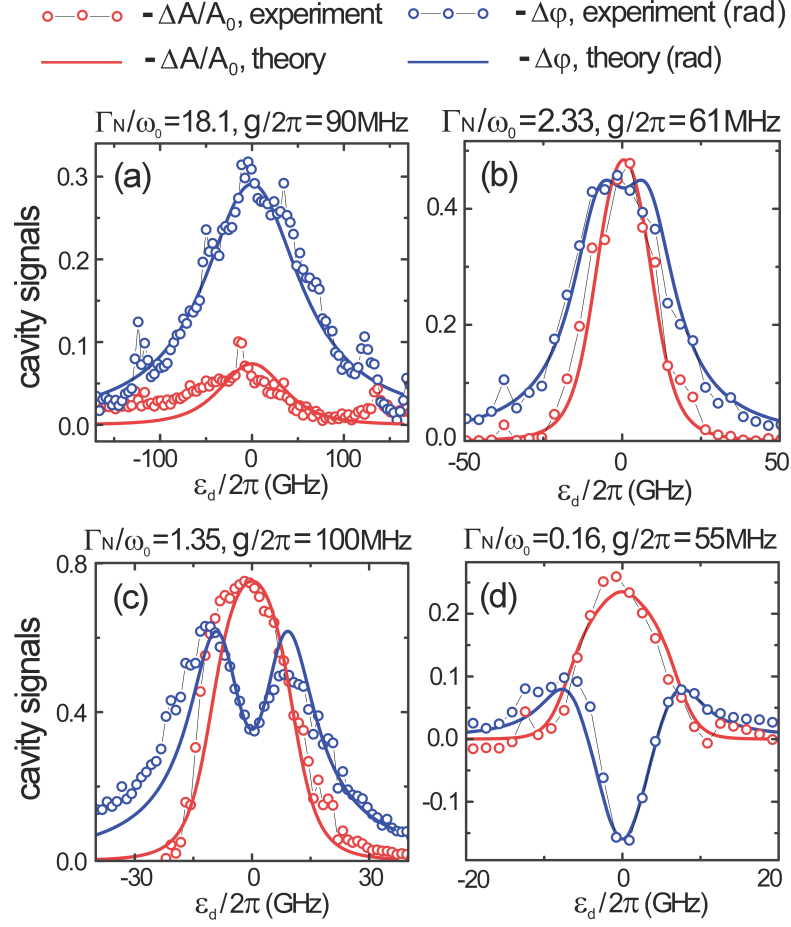 - ΔA/A₀, experiment - Δφ, experiment (rad)
- ΔA/A₀, theory - Δφ, theory (rad)
Γ_N/ω₀=18.1, g/2π=90MHz Γ_N/ω₀=2.33, g/2π=61MHz
(a) (b)
0.3
0.2
0.1
0.0
cavity signals
-100 0 100
ε_d/2π (GHz)
0.4
0.2
0.0
-50 0 50
ε_d/2π (GHz)
Γ_N/ω₀=1.35, g/2π=100MHz Γ_N/ω₀=0.16, g/2π=55MHz
(c) (d)
0.8
0.4
0.0
cavity signals
-30 0 30
ε_d/2π (GHz)
0.2
0.1
0.0
-0.1
-20 0 20
ε_d/2π (GHz)